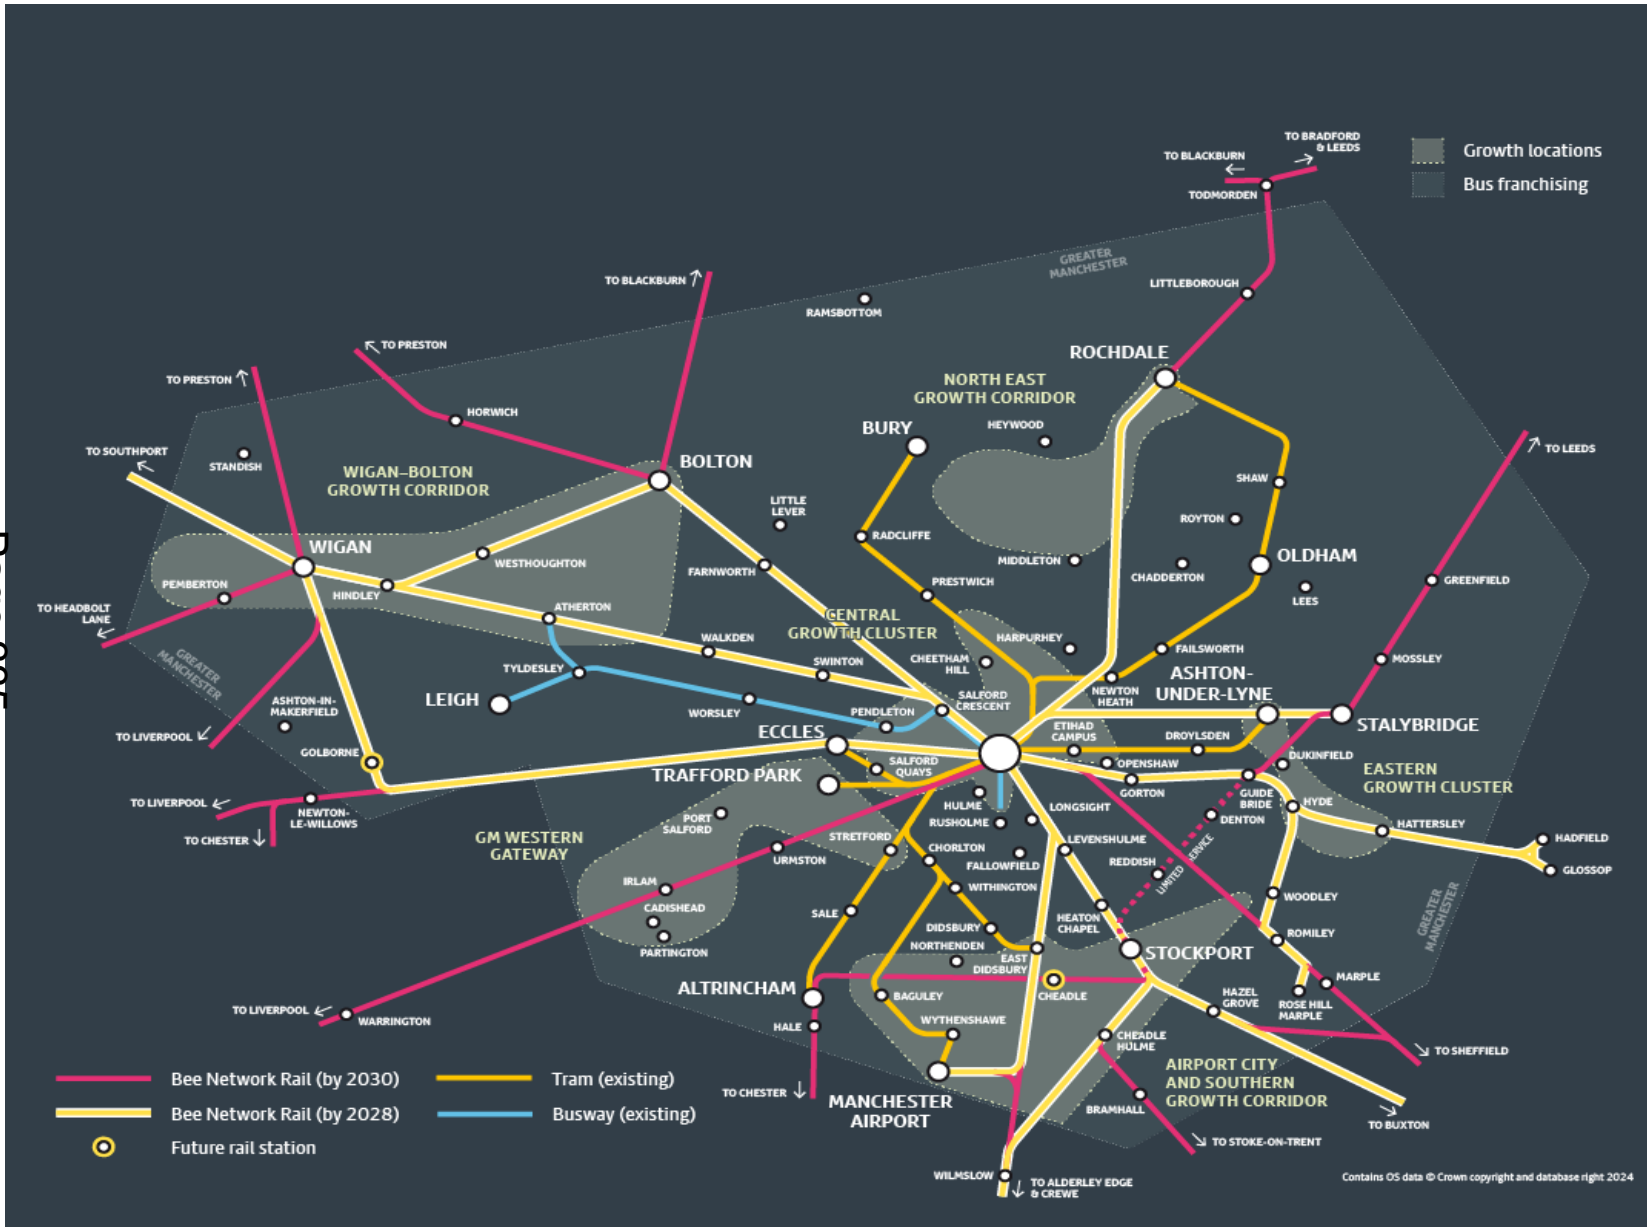 TO BRADFORD
& LEEDS
TO BLACKBURN
TODMORDEN
Growth locations
Bus franchising
GREATER
MANCHESTER
LITTLEBOROUGH
TO BLACKBURN
RAMSBOTTOM
TO PRESTON
TO PRESTON
ROCHDALE
NORTH EAST
GROWTH CORRIDOR
HORWICH
HEYWOOD
BURY
TO SOUTHPORT
STANDISH
WIGAN–BOLTON
GROWTH CORRIDOR
BOLTON
TO LEEDS
SHAW
LITTLE
LEVER
ROYTON
RADCLIFFE
WIGAN
WESTHOUGHTON
OLDHAM
MIDDLETON
CHADDERTON
FARNWORTH
PEMBERTON
HINDLEY
PRESTWICH
LEES
GREENFIELD
TO HEADBOLT
LANE
ATHERTON
CENTRAL
GROWTH CLUSTER
WALKDEN
HARPURHEY
FAILSWORTH
GREATER
MANCHESTER
TYLDESLEY
SWINTON
CHEETHAM
HILL
MOSSLEY
ASHTON-
UNDER-LYNE
NEWTON
HEATH
LEIGH
SALFORD
CRESCENT
ASHTON-IN-
MAKERFIELD
WORSLEY
PENDLETON
STALYBRIDGE
TO LIVERPOOL
ECCLES
ETIHAD
CAMPUS
DROYLSDEN
GOLBORNE
SALFORD
QUAYS
OPENSHAW
DUKINFIELD
TRAFFORD PARK
GORTON
GUIDE
BRIDGE
EASTERN
GROWTH CLUSTER
TO LIVERPOOL
NEWTON-
LE-WILLOWS
HULME
LONGSIGHT
HYDE
PORT
SALFORD
RUSHOLME
DENTON
HATTERSLEY
TO CHESTER
GM WESTERN
GATEWAY
STRETFORD
LEVENSHULME
HADFIELD
CHORLTON
URMSTON
FALLOWFIELD
REDDISH
LIMITED SERVICE
GLOSSOP
IRLAM
WITHINGTON
WOODLEY
CADISHEAD
SALE
HEATON
CHAPEL
GREATER
MANCHESTER
DIDSBURY
ROMILEY
PARTINGTON
NORTHENDEN
EAST
DIDSBURY
STOCKPORT
MARPLE
ALTRINCHAM
BAGULEY
CHEADLE
HAZEL
GROVE
ROSE HILL
MARPLE
TO LIVERPOOL
WARRINGTON
HALE
WYTHENSHAWE
CHEADLE
HULME
TO SHEFFIELD
AIRPORT CITY
AND SOUTHERN
GROWTH CORRIDOR
Bee Network Rail (by 2030)
Tram (existing)
TO CHESTER
MANCHESTER
AIRPORT
BRAMHALL
Bee Network Rail (by 2028)
Busway (existing)
TO BUXTON
Future rail station
TO STOKE-ON-TRENT
WILMSLOW
TO ALDERLEY EDGE
& CREWE
Contains OS data © Crown copyright and database right 2024